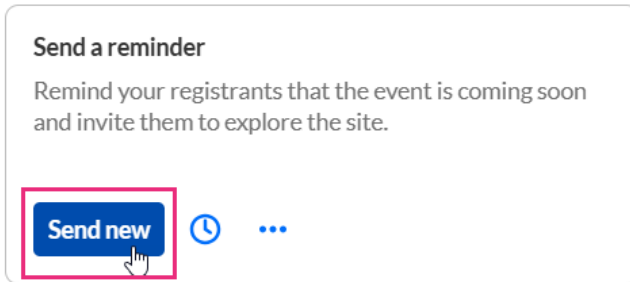 Send a reminder
Remind your registrants that the event is coming soon
and invite them to explore the site.
Send new